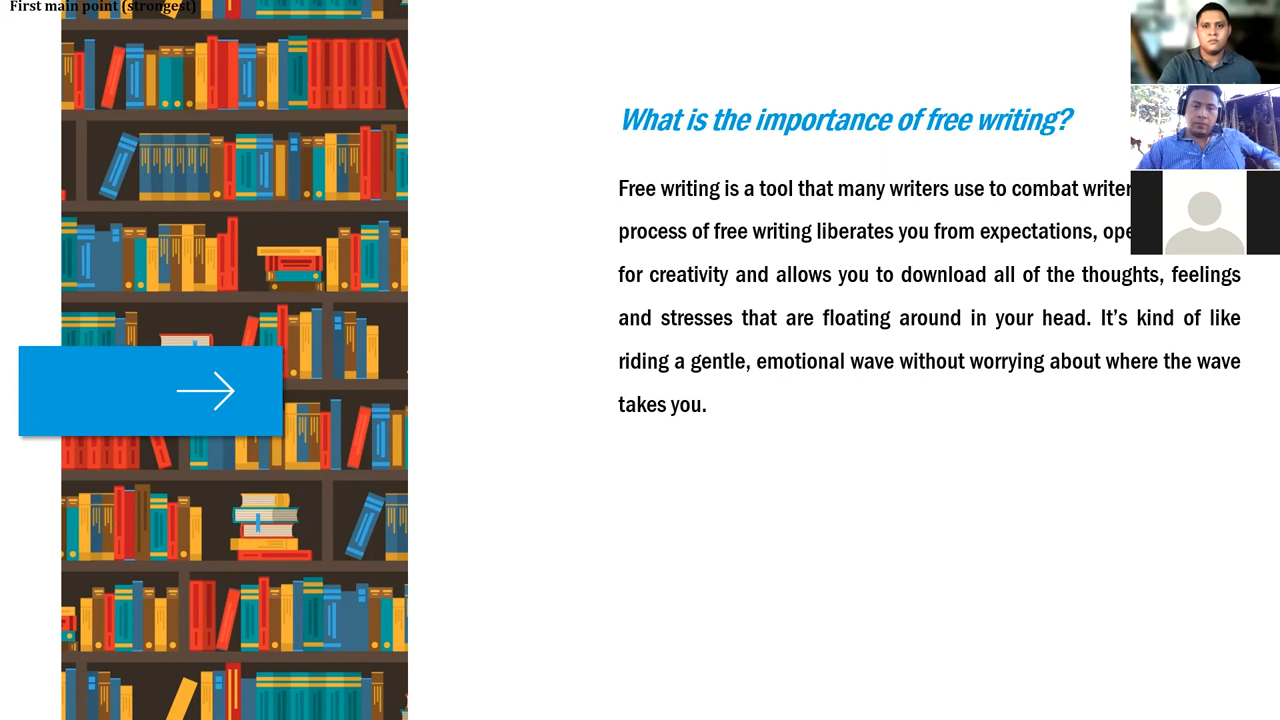 First main point (strongest)
What is the importance of free writing?
Free writing is a tool that many writers use to combat
process of free writing liberates you from expectations,
for creativity and allows you to download all of the thoughts, feelings
and stresses that are floating around in your head. It’s kind of like
riding a gentle, emotional wave without worrying about where the wave
takes you.